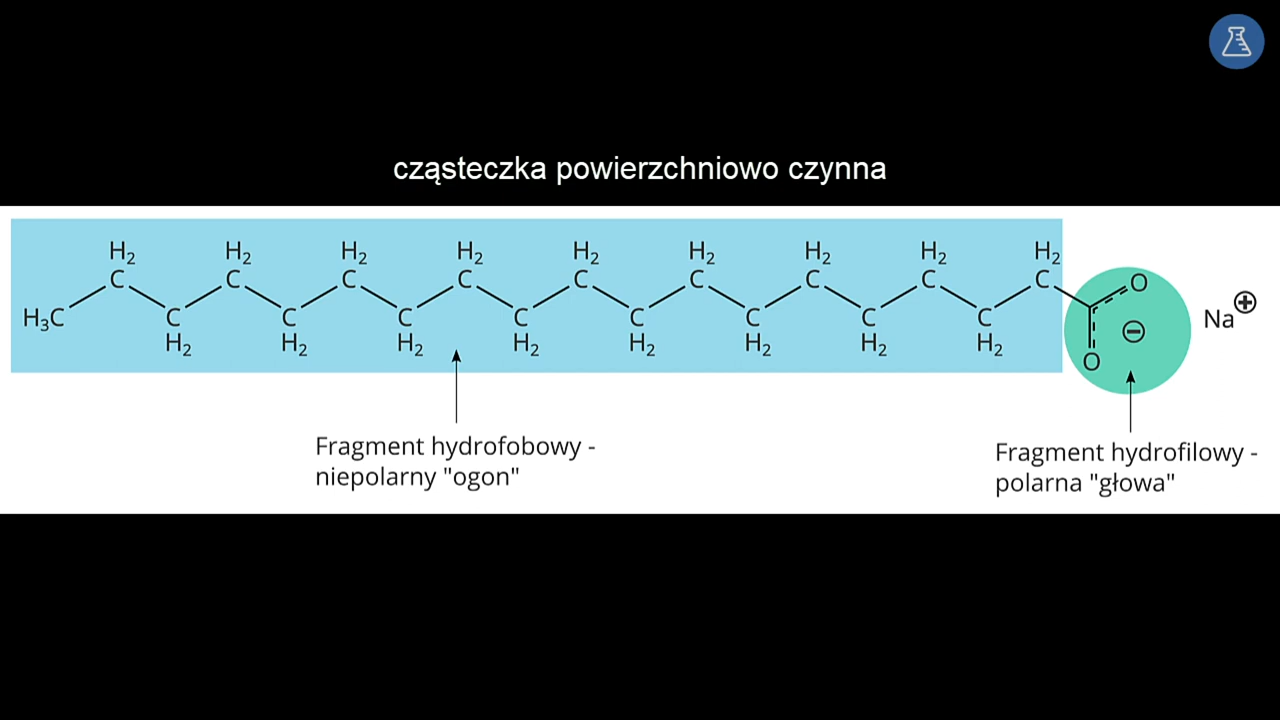 cząsteczka powierzchniowo czynna
H₂ H₂ H₂ H₂ H₂ H₂ H₂ H₂ H₂
C C C C C C C C C O
H₃C C C C C C C C C Na⊕
⊖
H₂ H₂ H₂ H₂ H₂ H₂ H₂ H₂
O
Fragment hydrofobowy -
niepolarny "ogon"
Fragment hydrofilowy -
polarna "głowa"